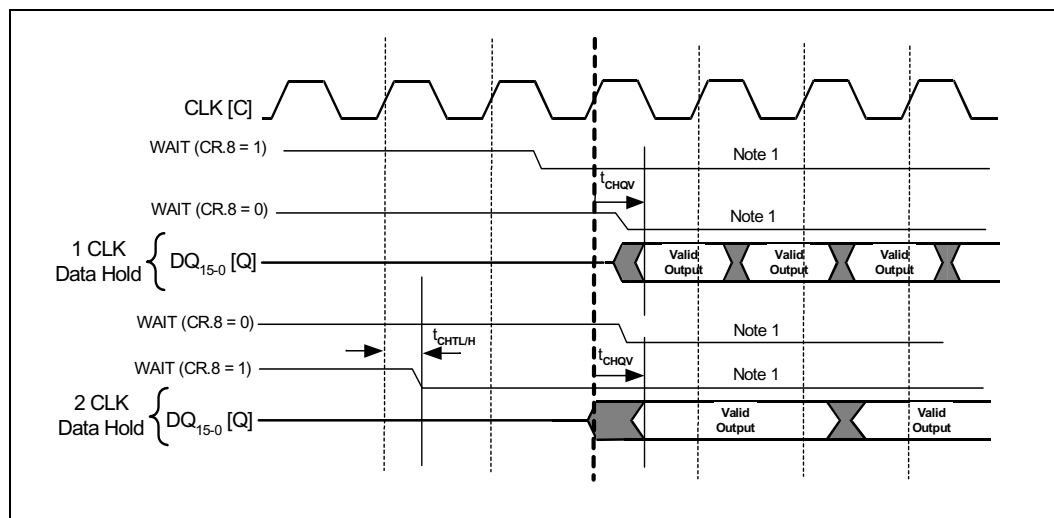 CLK [C]
WAIT (CR.8 = 1)
Note 1
tCHQV
WAIT (CR.8 = 0)
Note 1
1 CLK
Data Hold
DQ15-0 [Q]
Valid
Output
Valid
Output
Valid
Output
WAIT (CR.8 = 0)
tCHTL/H
Note 1
tCHQV
WAIT (CR.8 = 1)
Note 1
2 CLK
Data Hold
DQ15-0 [Q]
Valid
Output
Valid
Output